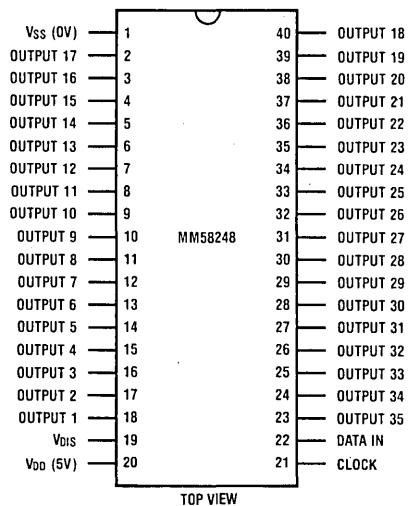 VSS (0V) 1 40 OUTPUT 18
OUTPUT 17 2 39 OUTPUT 19
OUTPUT 16 3 38 OUTPUT 20
OUTPUT 15 4 37 OUTPUT 21
OUTPUT 14 5 36 OUTPUT 22
OUTPUT 13 6 35 OUTPUT 23
OUTPUT 12 7 34 OUTPUT 24
OUTPUT 11 8 33 OUTPUT 25
OUTPUT 10 9 32 OUTPUT 26
OUTPUT 9 10 MM58248 31 OUTPUT 27
OUTPUT 8 11 30 OUTPUT 28
OUTPUT 7 12 29 OUTPUT 29
OUTPUT 6 13 28 OUTPUT 30
OUTPUT 5 14 27 OUTPUT 31
OUTPUT 4 15 26 OUTPUT 32
OUTPUT 3 16 25 OUTPUT 33
OUTPUT 2 17 24 OUTPUT 34
OUTPUT 1 18 23 OUTPUT 35
VDIS 19 22 DATA IN
VDD (5V) 20 21 CLOCK
TOP VIEW